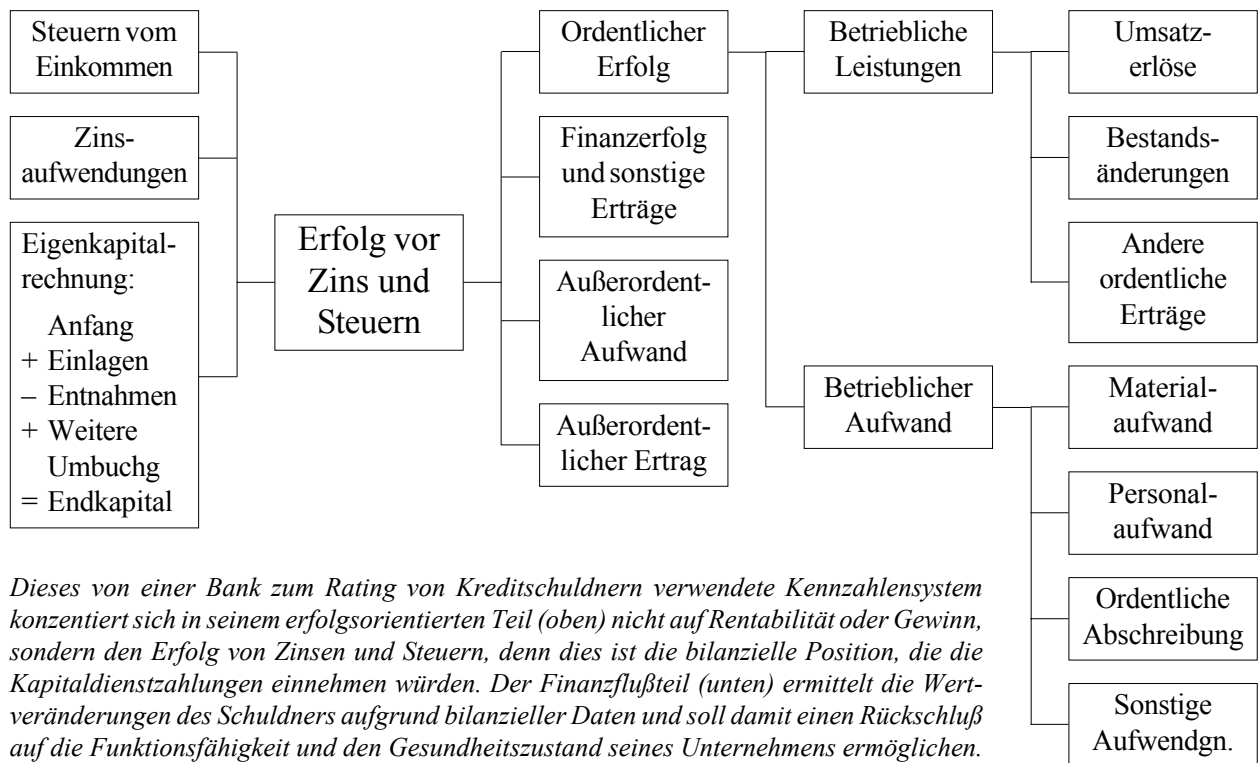 Steuern vom
Einkommen
Zins-
aufwendungen
Eigenkapital-
rechnung:
Anfang
+ Einlagen
– Entnahmen
+ Weitere
Umbuchg
= Endkapital
Erfolg vor
Zins und
Steuern
Ordentlicher
Erfolg
Finanzerfolg
und sonstige
Erträge
Außerordent-
licher
Aufwand
Außerordent-
licher Ertrag
Betriebliche
Leistungen
Betrieblicher
Aufwand
Umsatz-
erlöse
Bestands-
änderungen
Andere
ordentliche
Erträge
Material-
aufwand
Personal-
aufwand
Ordentliche
Abschreibung
Sonstige
Aufwendgn.
Dieses von einer Bank zum Rating von Kreditschuldnern verwendete Kennzahlensystem
konzentiert sich in seinem erfolgsorientierten Teil (oben) nicht auf Rentabilität oder Gewinn,
sondern den Erfolg von Zinsen und Steuern, denn dies ist die bilanzielle Position, die die
Kapitaldienstzahlungen einnehmen würden. Der Finanzflußteil (unten) ermittelt die Wert-
veränderungen des Schuldners aufgrund bilanzieller Daten und soll damit einen Rückschluß
auf die Funktionsfähigkeit und den Gesundheitszustand seines Unternehmens ermöglichen.